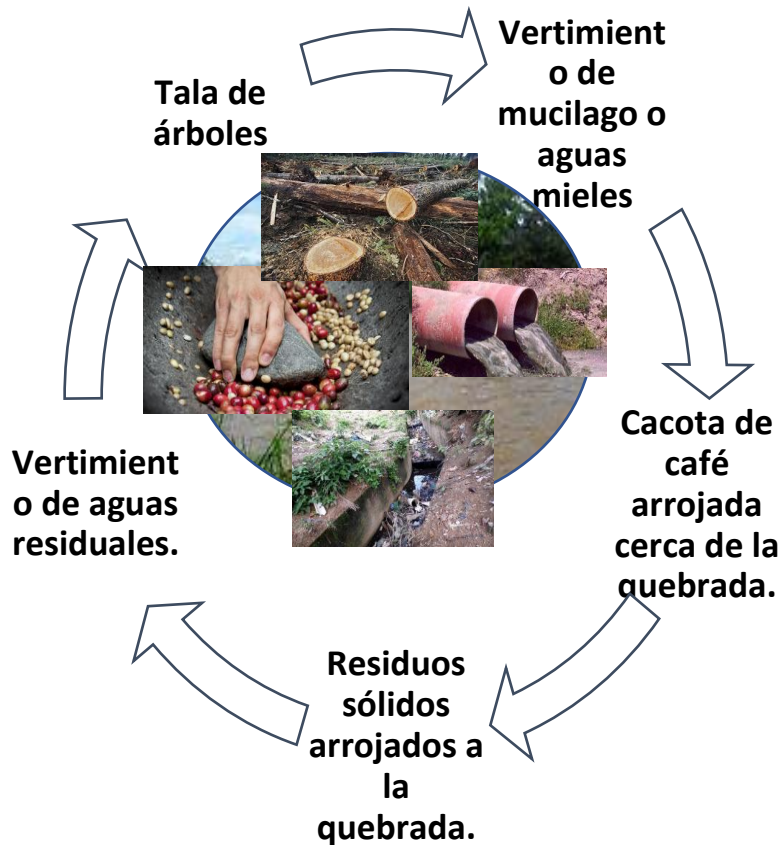 Tala de
árboles
Vertimient
o de
mucilago o
aguas
mieles
Cacota de
café
arrojada
cerca de la
quebrada.
Residuos
sólidos
arrojados a
la
quebrada.
Vertimient
o de aguas
residuales.